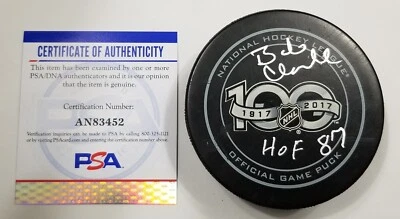 CERTIFICATE OF AUTHENTICITY
This item has been examined by one or more
PSA/DNA authenticators and it is our opinion
that the item is genuine.
Certification Number:
AN83452
PSA
NATIONAL HOCKEY LEAGUE
Bob
HOF 87
100
1917
NHL
2017
OFFICIAL GAME PUCK